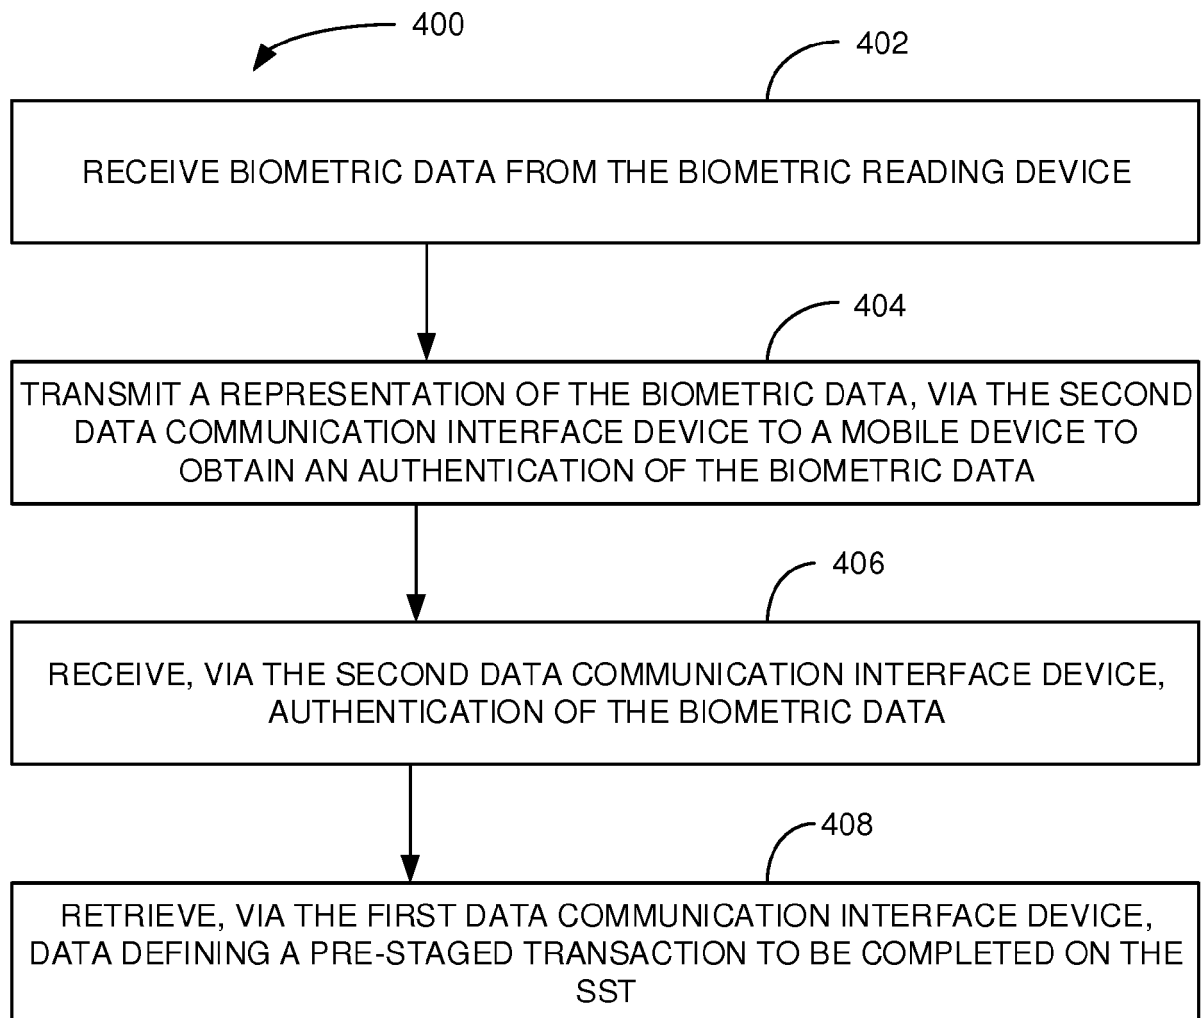 400
402
RECEIVE BIOMETRIC DATA FROM THE BIOMETRIC READING DEVICE
404
TRANSMIT A REPRESENTATION OF THE BIOMETRIC DATA, VIA THE SECOND
DATA COMMUNICATION INTERFACE DEVICE TO A MOBILE DEVICE TO
OBTAIN AN AUTHENTICATION OF THE BIOMETRIC DATA
406
RECEIVE, VIA THE SECOND DATA COMMUNICATION INTERFACE DEVICE,
AUTHENTICATION OF THE BIOMETRIC DATA
408
RETRIEVE, VIA THE FIRST DATA COMMUNICATION INTERFACE DEVICE,
DATA DEFINING A PRE-STAGED TRANSACTION TO BE COMPLETED ON THE
SST